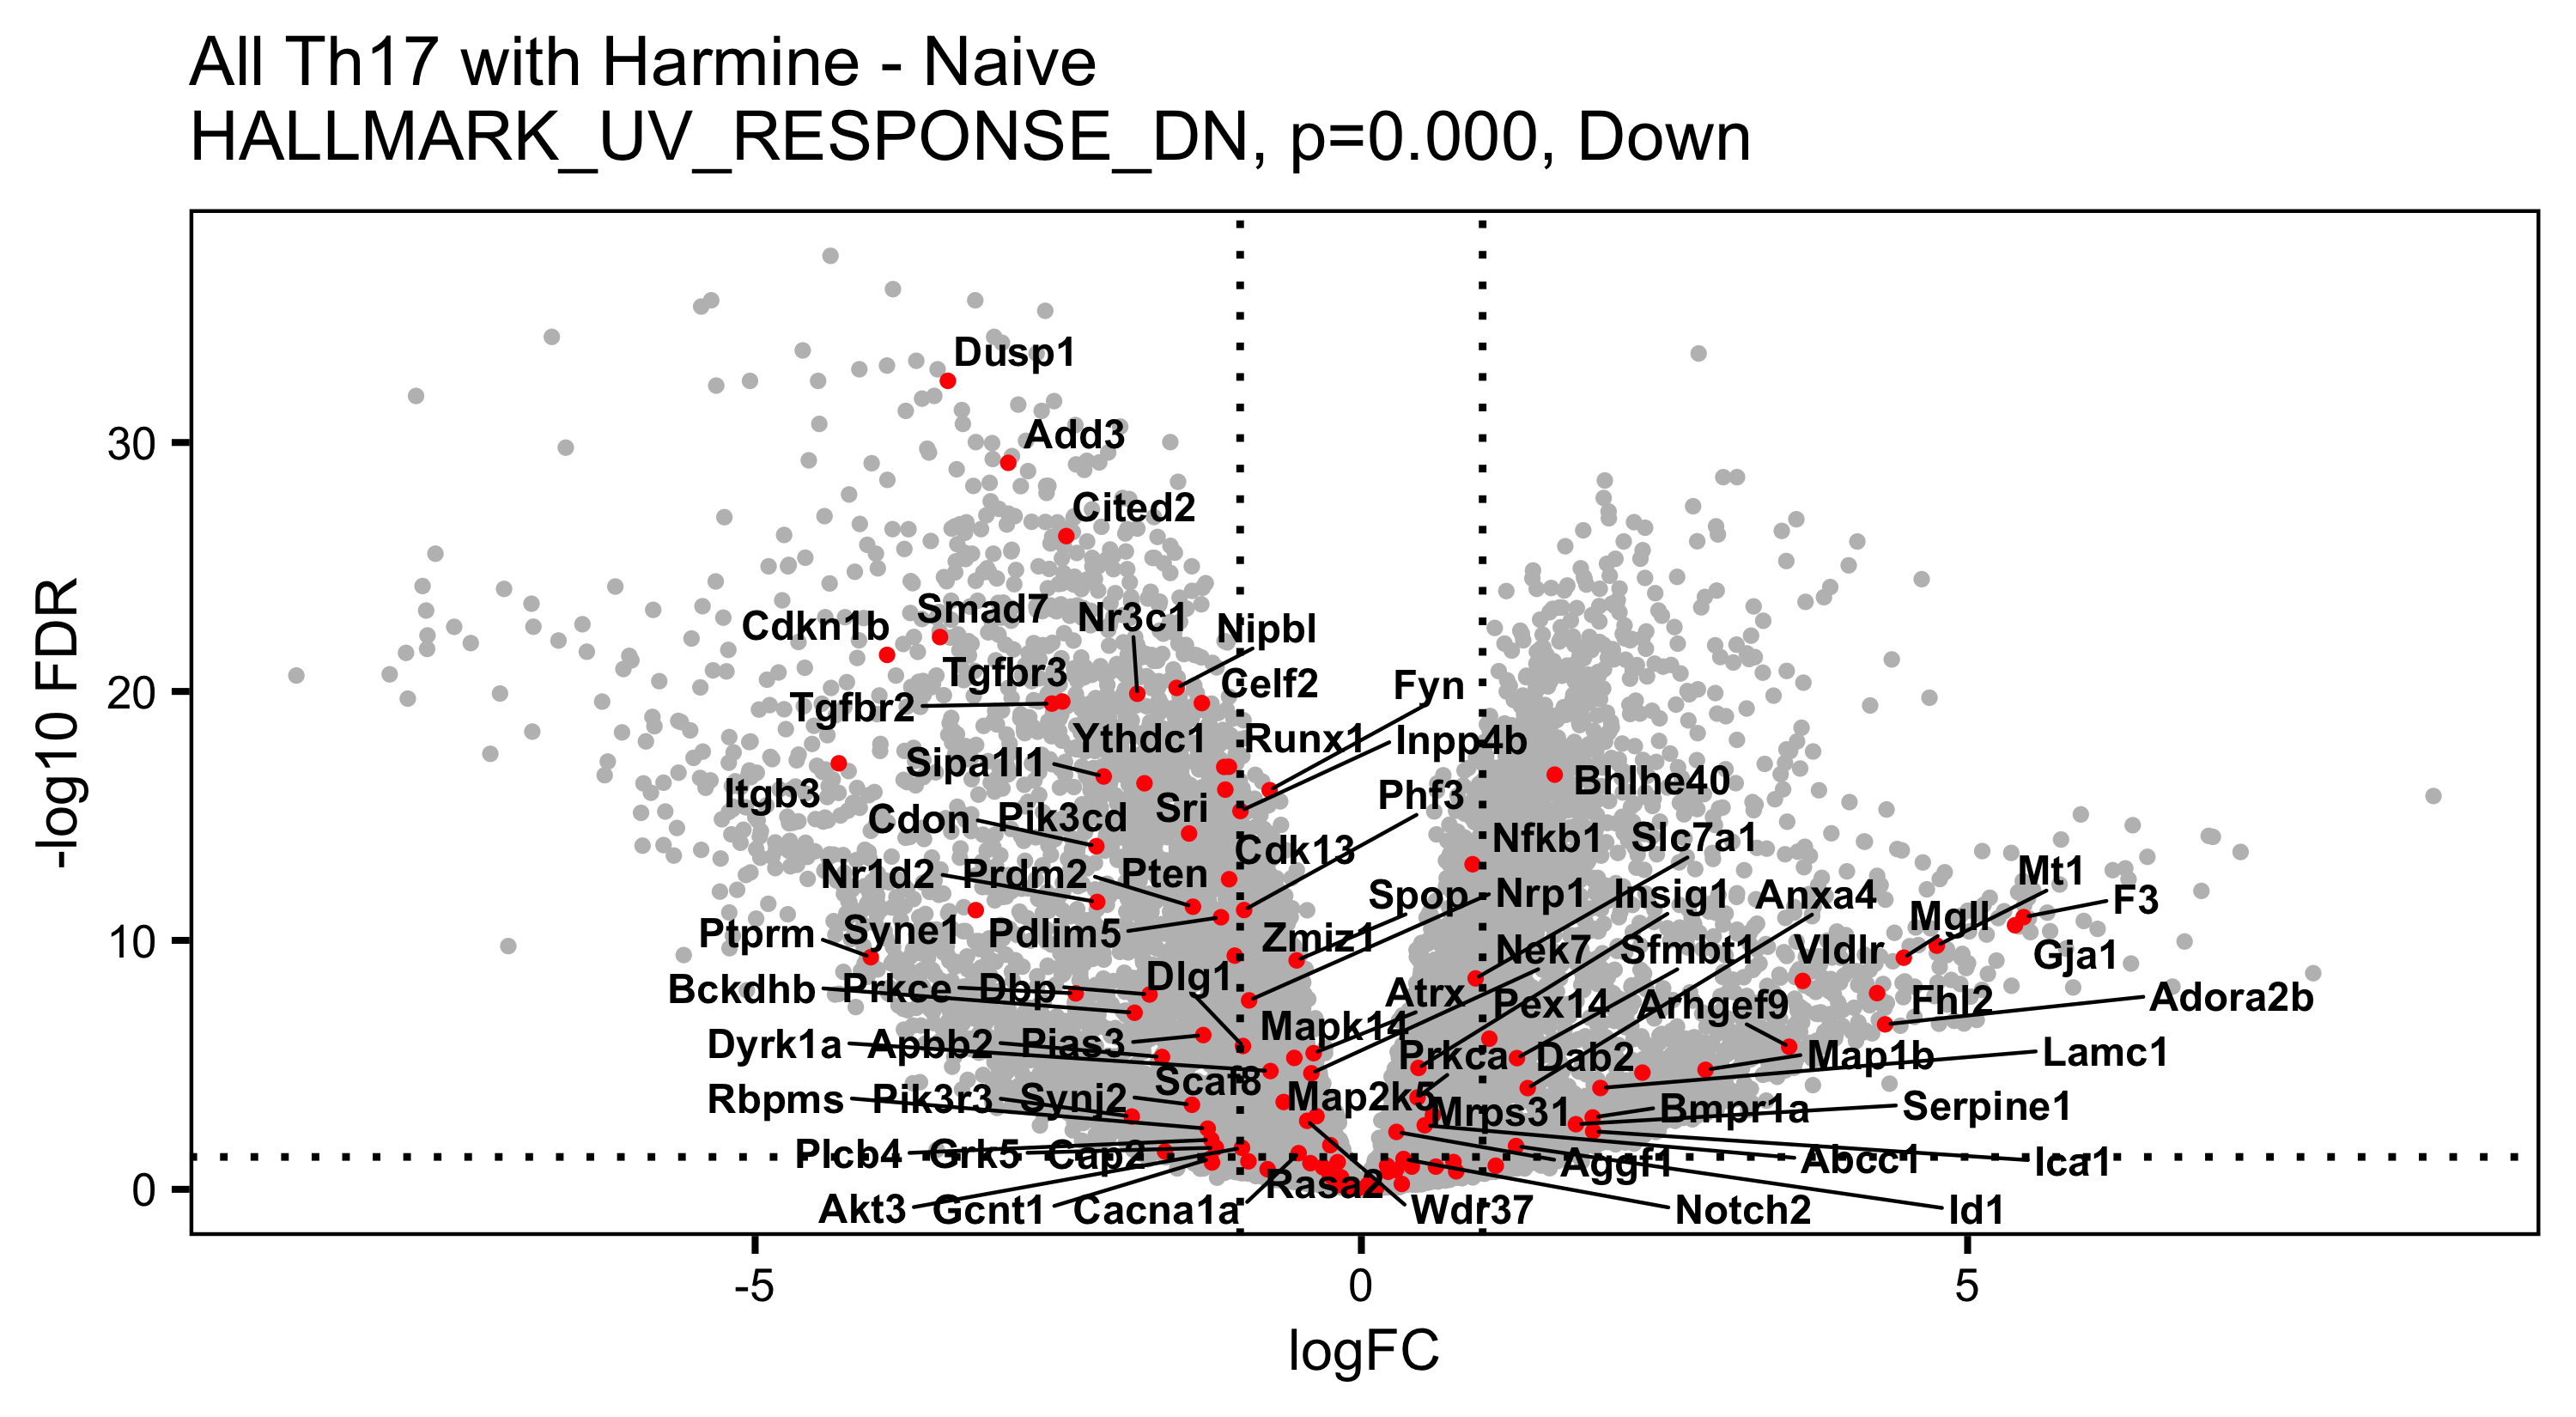 All Th17 with Harmine - Naive
HALLMARK_UV_RESPONSE_DN, p=0.000, Down
-log10 FDR
30
20
10
0
Dusp1
Add3
Cited2
Smad7
Nr3c1
Cdkn1b
Nipbl
Tgfbr3
Celf2
Fyn
Tgfbr2
Ythdc1
Runx1
Inpp4b
Sipa1l1
Bhlhe40
Itgb3
Sri
Phf3
Cdon
Pik3cd
Cdk13
Nfkb1
Slc7a1
Nr1d2
Prdm2
Pten
Mt1
Spop
Nrp1
Insig1
Anxa4
F3
Ptprm
Syne1
Pdlim5
Zmiz1
Mgll
Nek7
Sfmbt1
Vldlr
Gja1
Bckdhb
Prkce
Dbp
Dlg1
Atrx
Pex14
Arhgef9
Fhl2
Adora2b
Dyrk1a
Apbb2
Pias3
Mapk14
Prkca
Dab2
Map1b
Lamc1
Scaf8
Rbpms
Pik3r3
Synj2
Map2k5
Mrps31
Bmpr1a
Serpine1
Plcb4
Grk5
Cap2
Aggf1
Abcc1
Ica1
Rasa2
Akt3
Gcnt1
Cacna1a
Wdr37
Notch2
Id1
-5
0
5
logFC